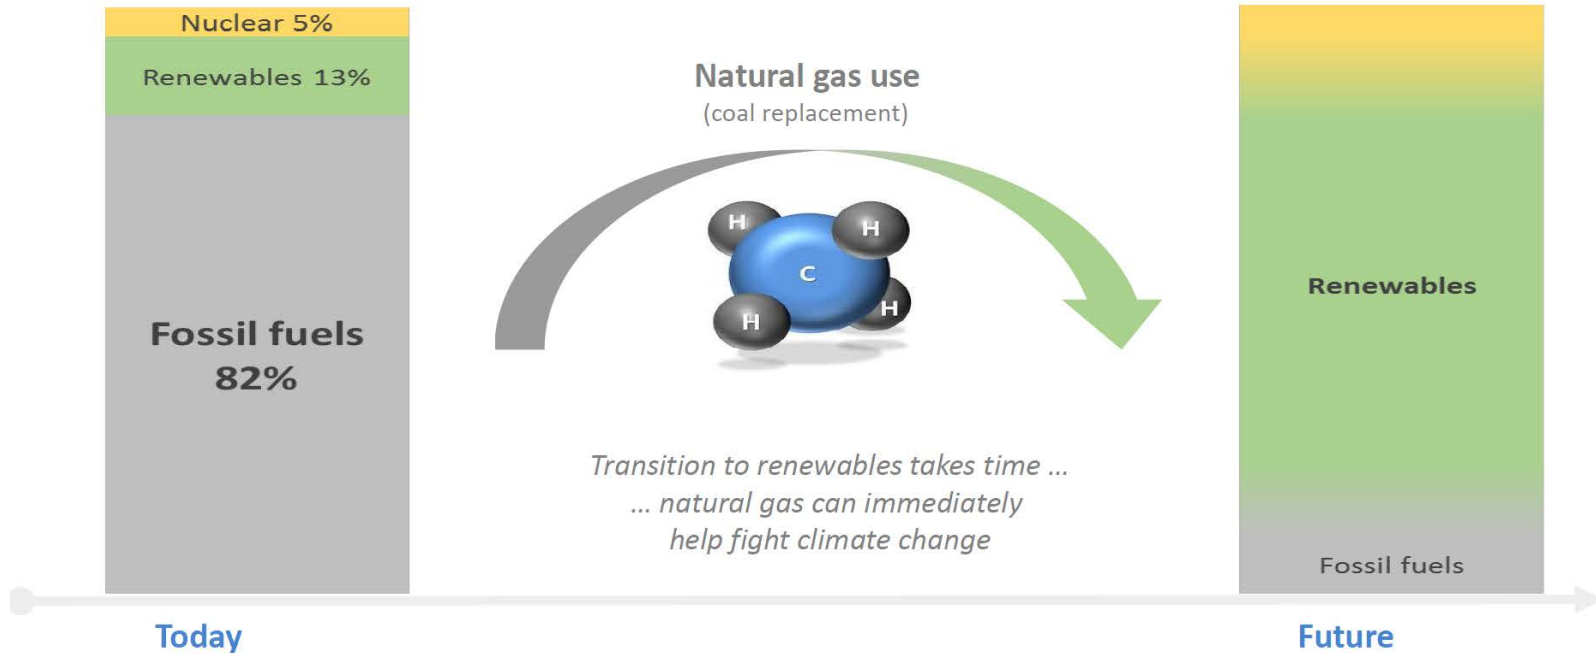 Nuclear 5%
Renewables 13%
Fossil fuels
82%
Natural gas use
(coal replacement)
H
H
C
H
H
Transition to renewables takes time ...
... natural gas can immediately
help fight climate change
Renewables
Fossil fuels
Today
Future